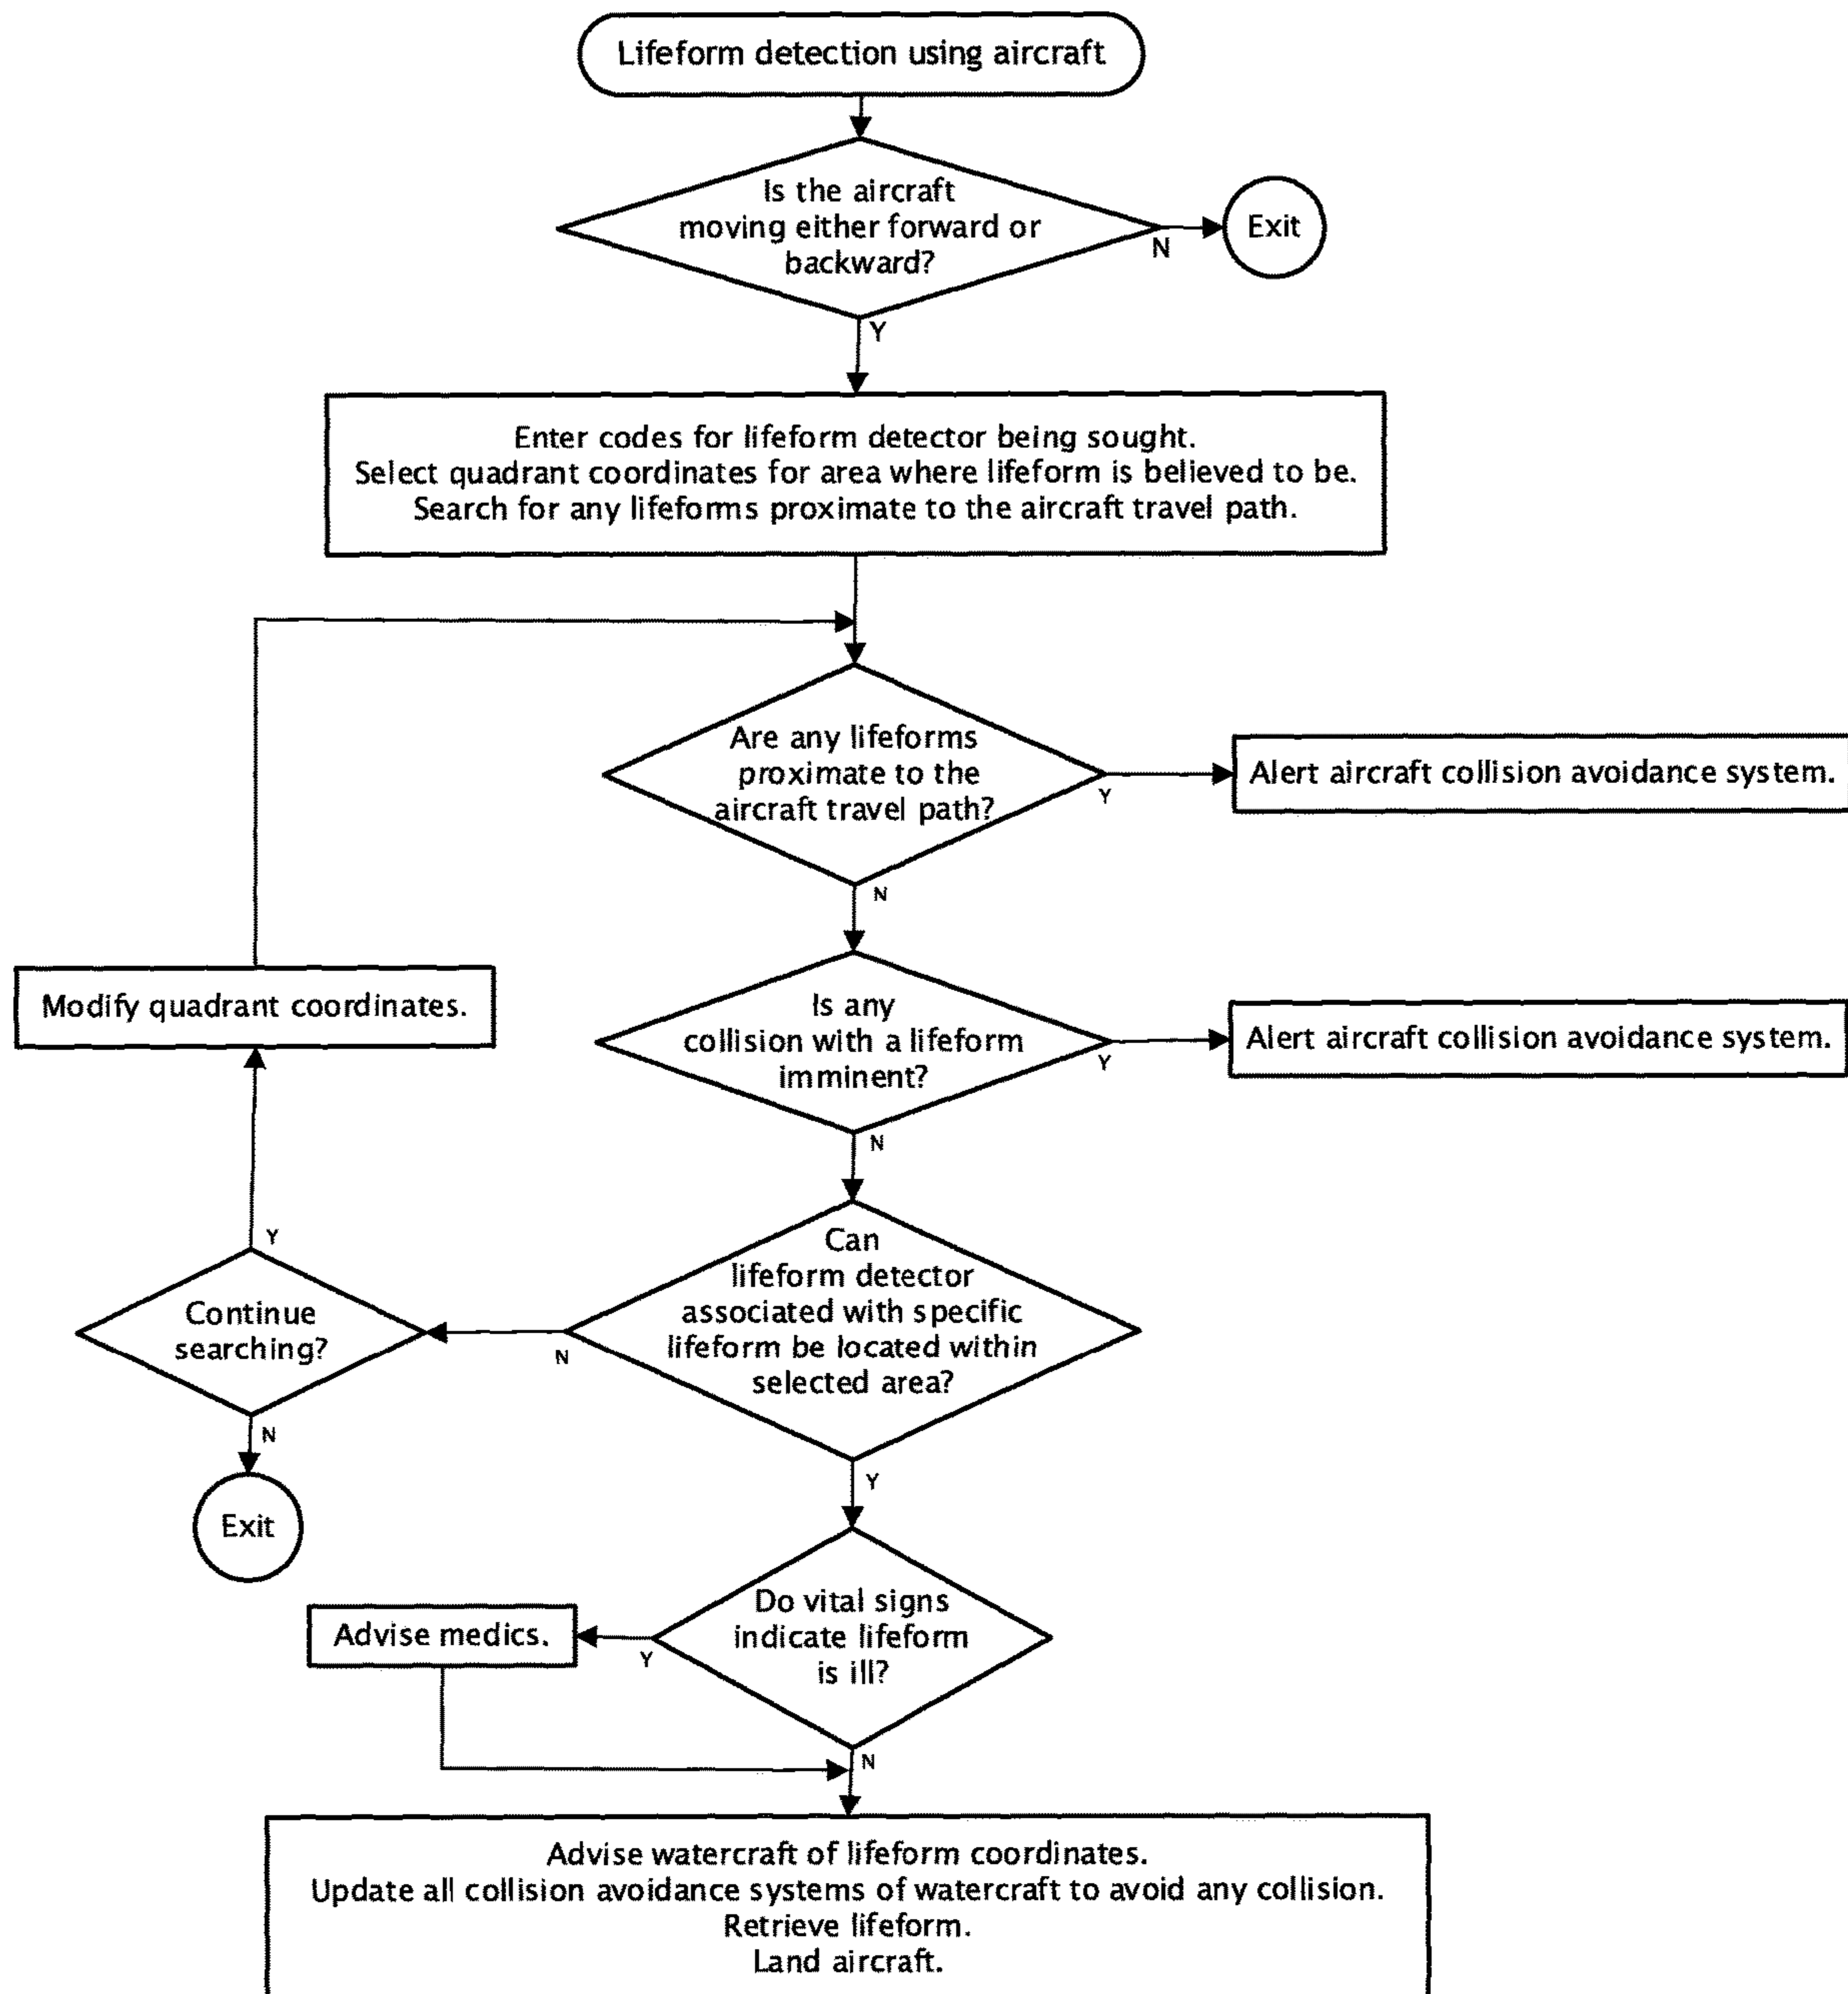 Lifeform detection using aircraft
Is the aircraft
moving either forward or
backward?
N
Exit
Y
Enter codes for lifeform detector being sought.
Select quadrant coordinates for area where lifeform is believed to be.
Search for any lifeforms proximate to the aircraft travel path.
Are any lifeforms
proximate to the
aircraft travel path?
Y
Alert aircraft collision avoidance system.
N
Modify quadrant coordinates.
Is any
collision with a lifeform
imminent?
Y
Alert aircraft collision avoidance system.
N
Can
lifeform detector
associated with specific
lifeform be located within
selected area?
N
Y
Continue
searching?
N
Exit
Y
Do vital signs
indicate lifeform
is ill?
Y
Advise medics.
N
Advise watercraft of lifeform coordinates.
Update all collision avoidance systems of watercraft to avoid any collision.
Retrieve lifeform.
Land aircraft.